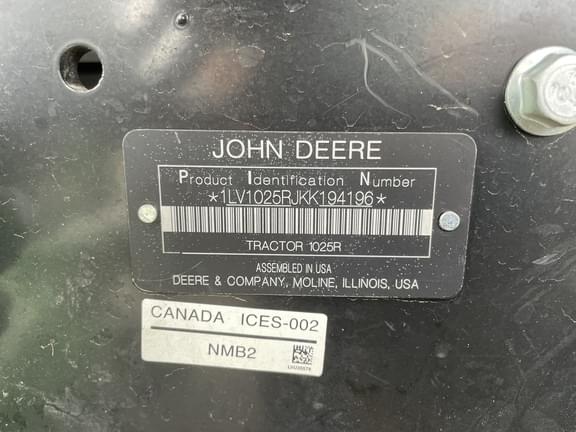 JOHN DEERE
Product Identification Number
*1LV1025RJKK194196*
TRACTOR 1025R
ASSEMBLED IN USA
DEERE & COMPANY, MOLINE, ILLINOIS, USA
CANADA ICES-002
NMB2